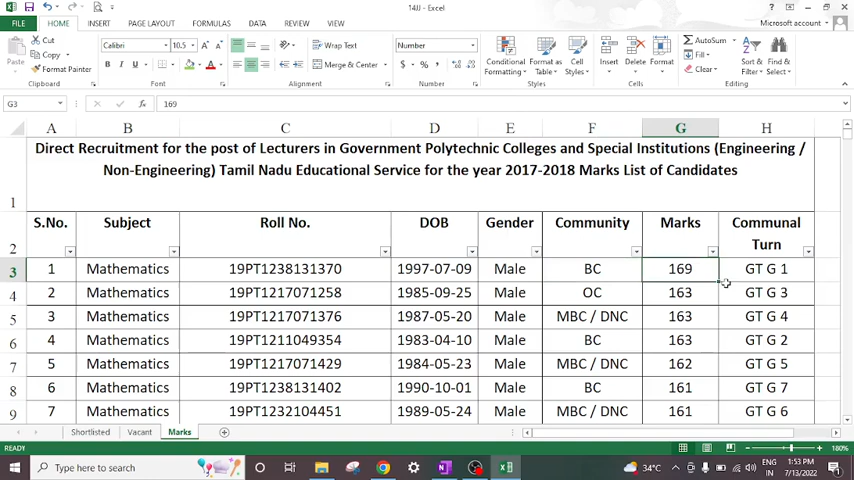 14JJ - Excel
FILE HOME INSERT PAGE LAYOUT FORMULAS DATA REVIEW VIEW Microsoft account
Cut
Copy
Format Painter
Paste
Clipboard
Calibri 10.5
B I U
Font
Wrap Text
Merge & Center
Alignment
Number
$ % ,
Number
Conditional Formatting
Format as Table
Cell Styles
Styles
Insert Delete Format
Cells
AutoSum
Fill
Clear
Sort & Filter
Find & Select
Editing
G3 fx 169
A B C D E F G H
1 Direct Recruitment for the post of Lecturers in Government Polytechnic Colleges and Special Institutions (Engineering /
Non-Engineering) Tamil Nadu Educational Service for the year 2017-2018 Marks List of Candidates
2 S.No. Subject Roll No. DOB Gender Community Marks Communal Turn
3 1 Mathematics 19PT1238131370 1997-07-09 Male BC 169 GT G 1
4 2 Mathematics 19PT1217071258 1985-09-25 Male OC 163 GT G 3
5 3 Mathematics 19PT1217071376 1987-05-20 Male MBC / DNC 163 GT G 4
6 4 Mathematics 19PT1211049354 1983-04-10 Male BC 163 GT G 2
7 5 Mathematics 19PT1217071429 1984-05-23 Male MBC / DNC 162 GT G 5
8 6 Mathematics 19PT1238131402 1990-10-01 Male BC 161 GT G 7
9 7 Mathematics 19PT1232104451 1989-05-24 Male MBC / DNC 161 GT G 6
Shortlisted Vacant Marks
READY 180%
Type here to search
34°C
ENG
IN
1:53 PM
7/13/2022